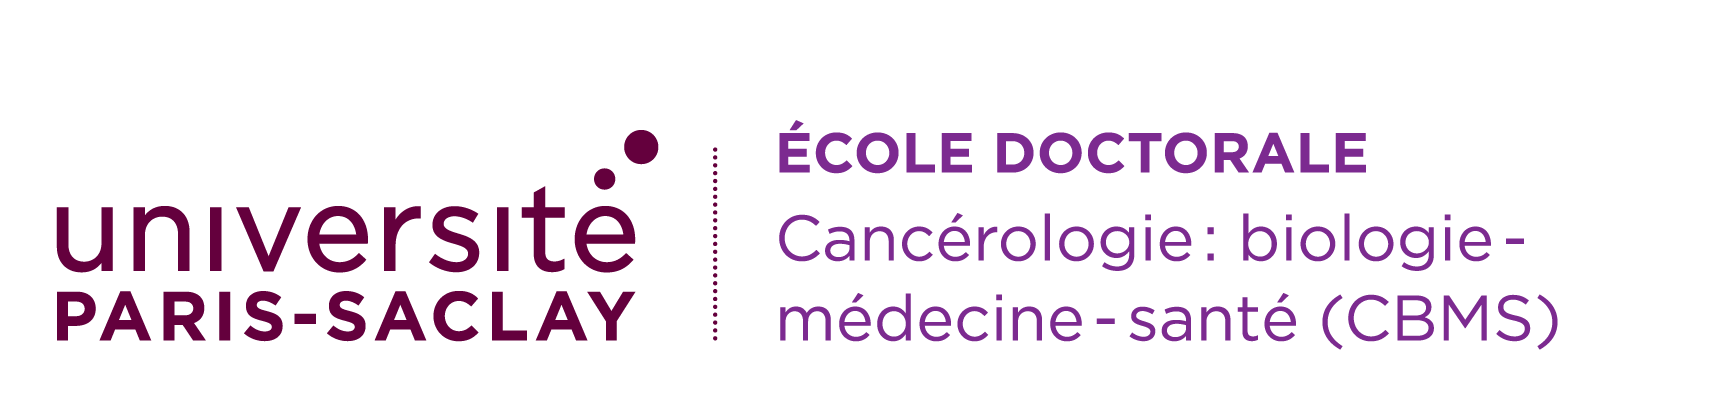 université
PARIS-SACLAY
ÉCOLE DOCTORALE
Cancérologie : biologie -
médecine - santé (CBMS)